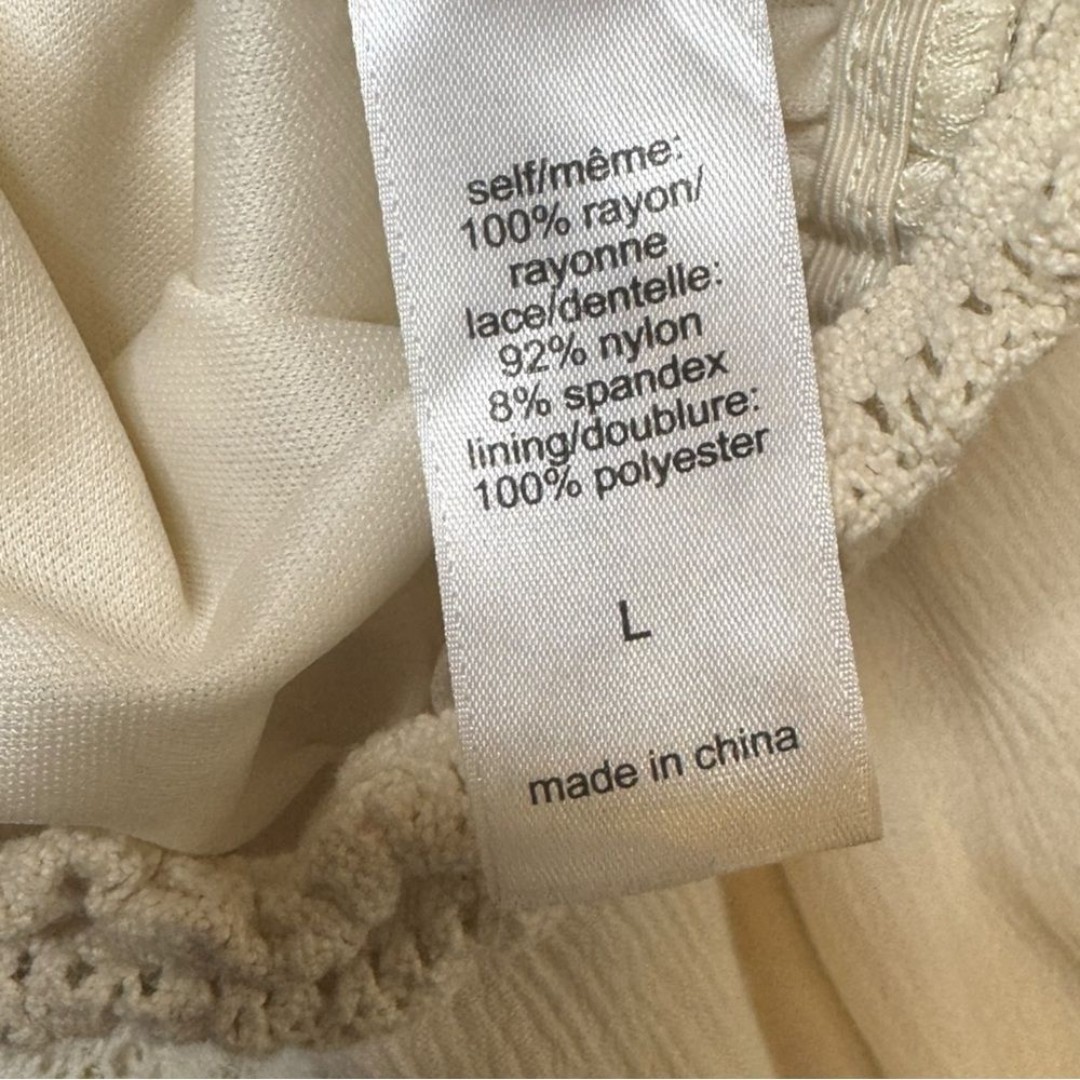 self/même:
100% rayon/
rayonne
lace/dentelle:
92% nylon
8% spandex
lining/doublure:
100% polyester
L
made in china